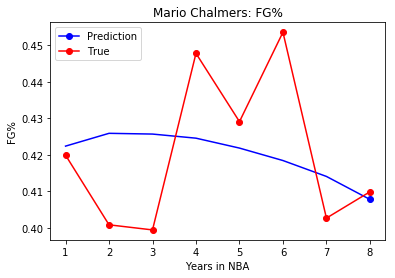 Mario Chalmers: FG%
Prediction
True
0.45
0.44
0.43
0.42
0.41
0.40
FG%
1 2 3 4 5 6 7 8
Years in NBA